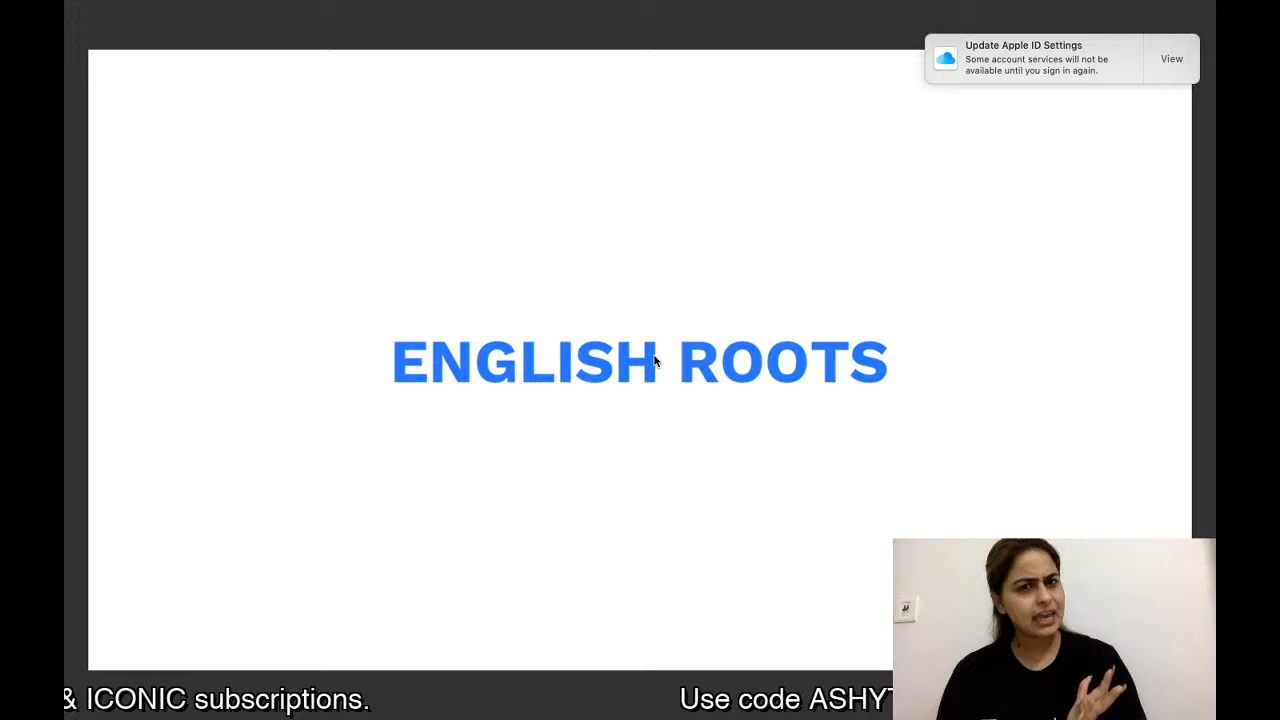 Update Apple ID Settings
Some account services will not be
available until you sign in again.
View
ENGLISH ROOTS
& ICONIC subscriptions.
Use code ASHYT